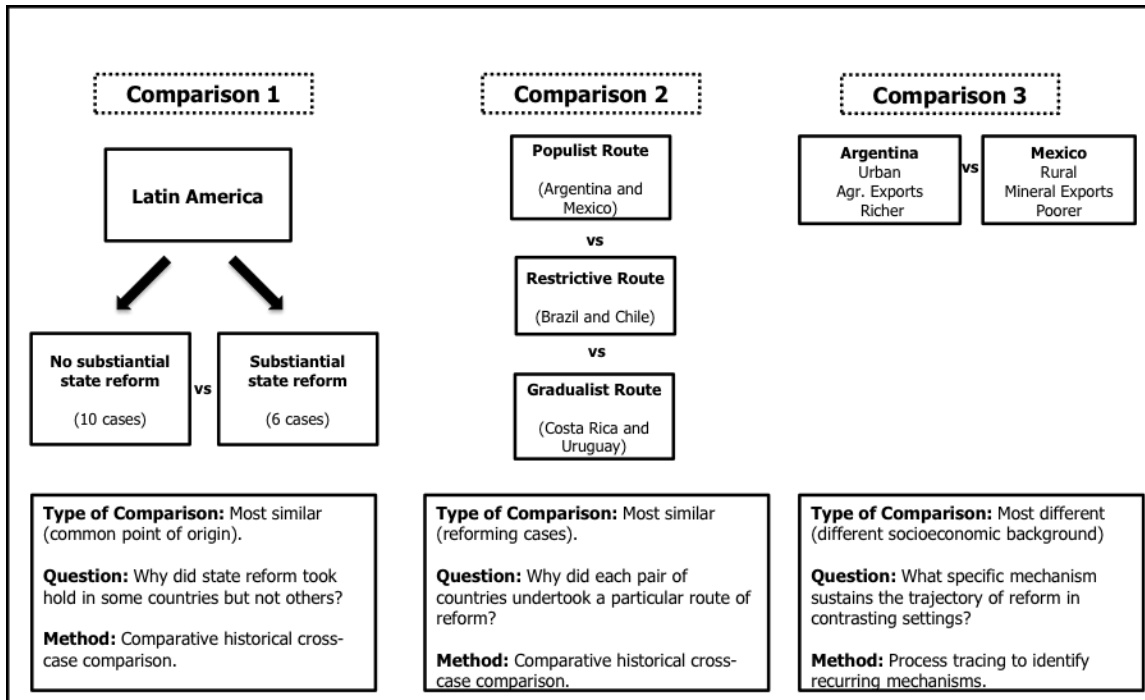 Comparison 1
Latin America
No substantial
state reform
(10 cases)
vs
Substantial
state reform
(6 cases)
Type of Comparison: Most similar
(common point of origin).
Question: Why did state reform took
hold in some countries but not others?
Method: Comparative historical cross-
case comparison.
Comparison 2
Populist Route
(Argentina and
Mexico)
vs
Restrictive Route
(Brazil and Chile)
vs
Gradualist Route
(Costa Rica and
Uruguay)
Type of Comparison: Most similar
(reforming cases).
Question: Why did each pair of
countries undertook a particular route of
reform?
Method: Comparative historical cross-
case comparison.
Comparison 3
Argentina
Urban
Agr. Exports
Richer
vs
Mexico
Rural
Mineral Exports
Poorer
Type of Comparison: Most different
(different socioeconomic background)
Question: What specific mechanism
sustains the trajectory of reform in
contrasting settings?
Method: Process tracing to identify
recurring mechanisms.